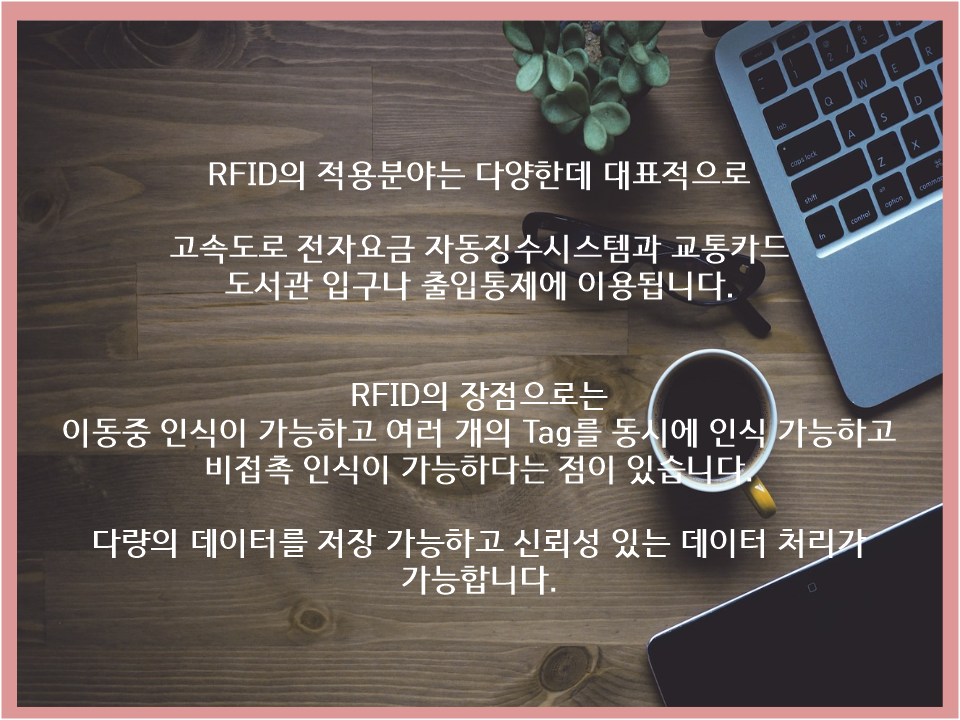 RFID의 적용분야는 다양한데 대표적으로
고속도로 전자요금 자동징수시스템과 교통카드
도서관 입구나 출입통제에 이용됩니다.
RFID의 장점으로는
이동중 인식이 가능하고 여러 개의 Tag를 동시에 인식 가능하고
비접촉 인식이 가능하다는 점이 있습니다.
다량의 데이터를 저장 가능하고 신뢰성 있는 데이터 처리가
가능합니다.